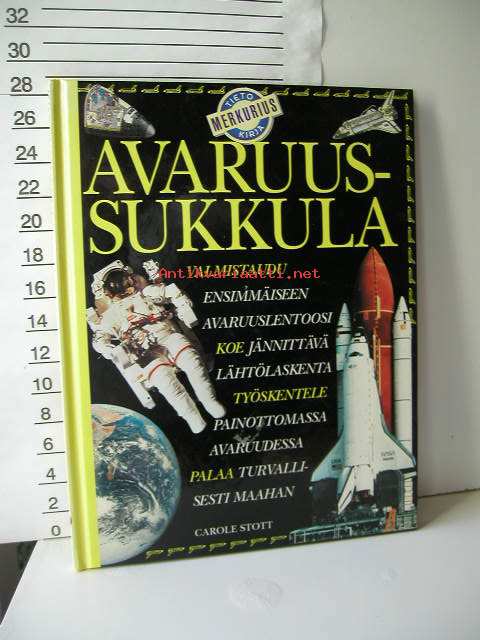 32
30
28
26
24
22
20
18
16
14
12
10
8
6
4
2
0
TIETO
MERKURIUS
KIRJA
AVARUUS-
SUKKULA
AntiKvariaatti.net
VALMISTAUDU
ENSIMMÄISEEN
AVARUUSLENTOOSI
KOE JÄNNITTÄVÄ
LÄHTÖLASKENTA
TYÖSKENTELE
PAINOTTOMASSA
AVARUUDESSA
PALAA TURVALLI-
SESTI MAAHAN
CAROLE STOTT